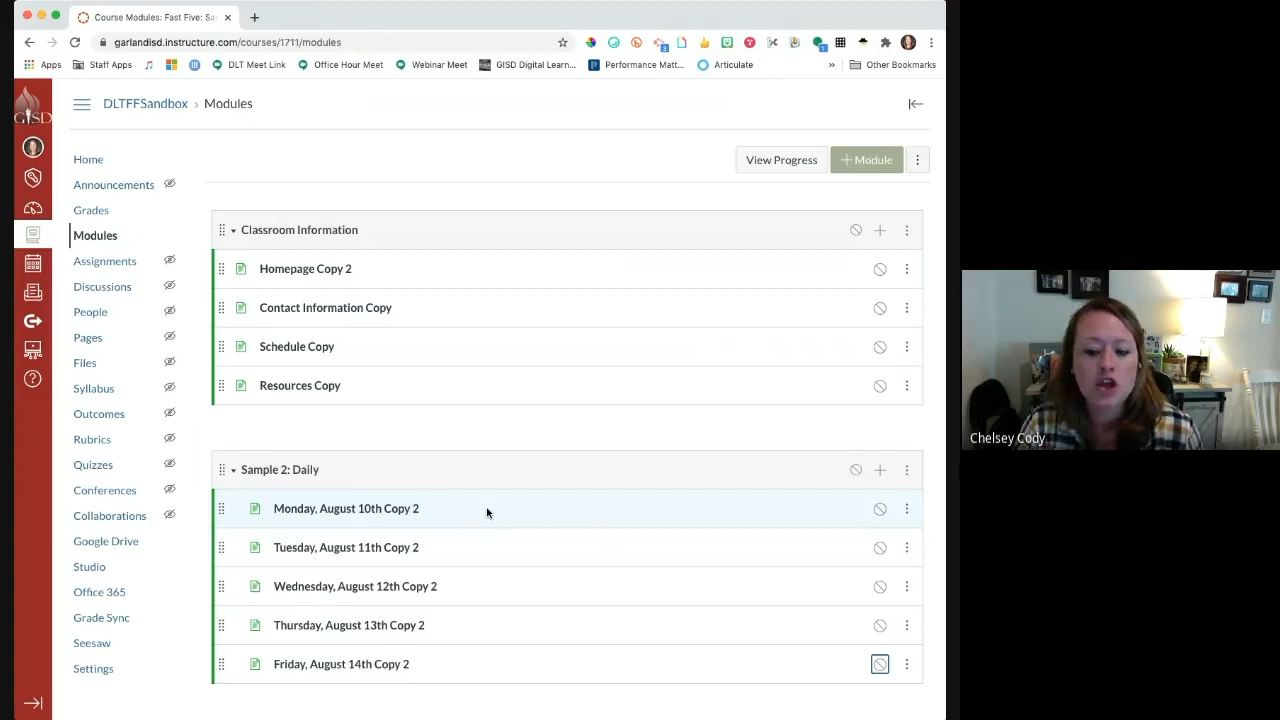 Course Modules: Fast Five: Sa
garlandisd.instructure.com/courses/1711/modules
Apps
Staff Apps
DLT Meet Link
Office Hour Meet
Webinar Meet
GISD Digital Learn...
Performance Matt...
Articulate
»
Other Bookmarks
GISD
DLTFFSandbox › Modules
View Progress
+ Module
Home
Announcements
Grades
Modules
Assignments
Discussions
People
Pages
Files
Syllabus
Outcomes
Rubrics
Quizzes
Conferences
Collaborations
Google Drive
Studio
Office 365
Grade Sync
Seesaw
Settings
Classroom Information
Homepage Copy 2
Contact Information Copy
Schedule Copy
Resources Copy
Sample 2: Daily
Monday, August 10th Copy 2
Tuesday, August 11th Copy 2
Wednesday, August 12th Copy 2
Thursday, August 13th Copy 2
Friday, August 14th Copy 2
Chelsey Cody